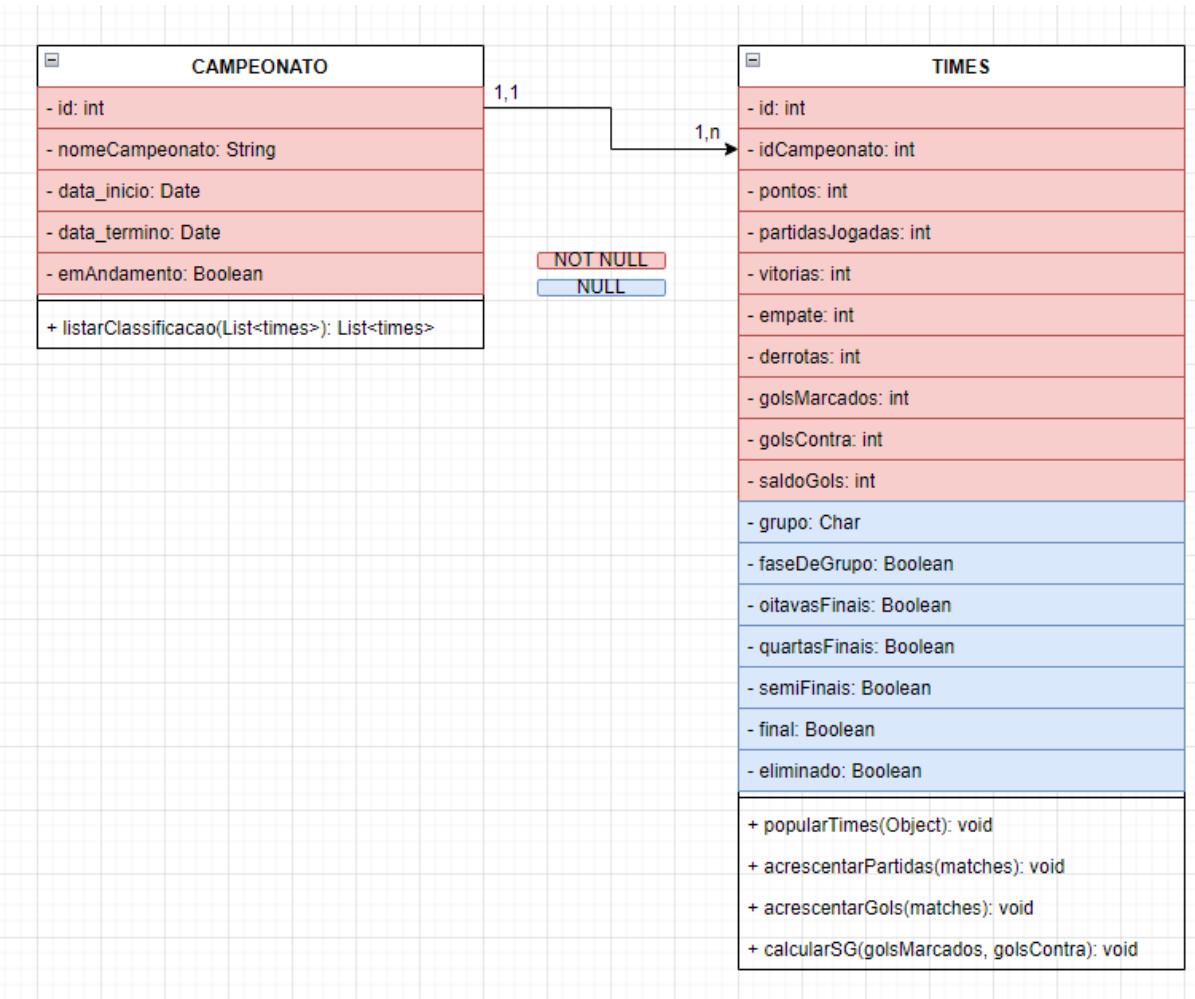 CAMPEONATO
- id: int
- nomeCampeonato: String
- data_inicio: Date
- data_termino: Date
- emAndamento: Boolean
+ listarClassificacao(List<times>): List<times>
1,1
1,n
NOT NULL
NULL
TIMES
- id: int
- idCampeonato: int
- pontos: int
- partidasJogadas: int
- vitorias: int
- empate: int
- derrotas: int
- golsMarcados: int
- golsContra: int
- saldoGols: int
- grupo: Char
- faseDeGrupo: Boolean
- oitavasFinais: Boolean
- quartasFinais: Boolean
- semiFinais: Boolean
- final: Boolean
- eliminado: Boolean
+ popularTimes(Object): void
+ acrescentarPartidas(matches): void
+ acrescentarGols(matches): void
+ calcularSG(golsMarcados, golsContra): void